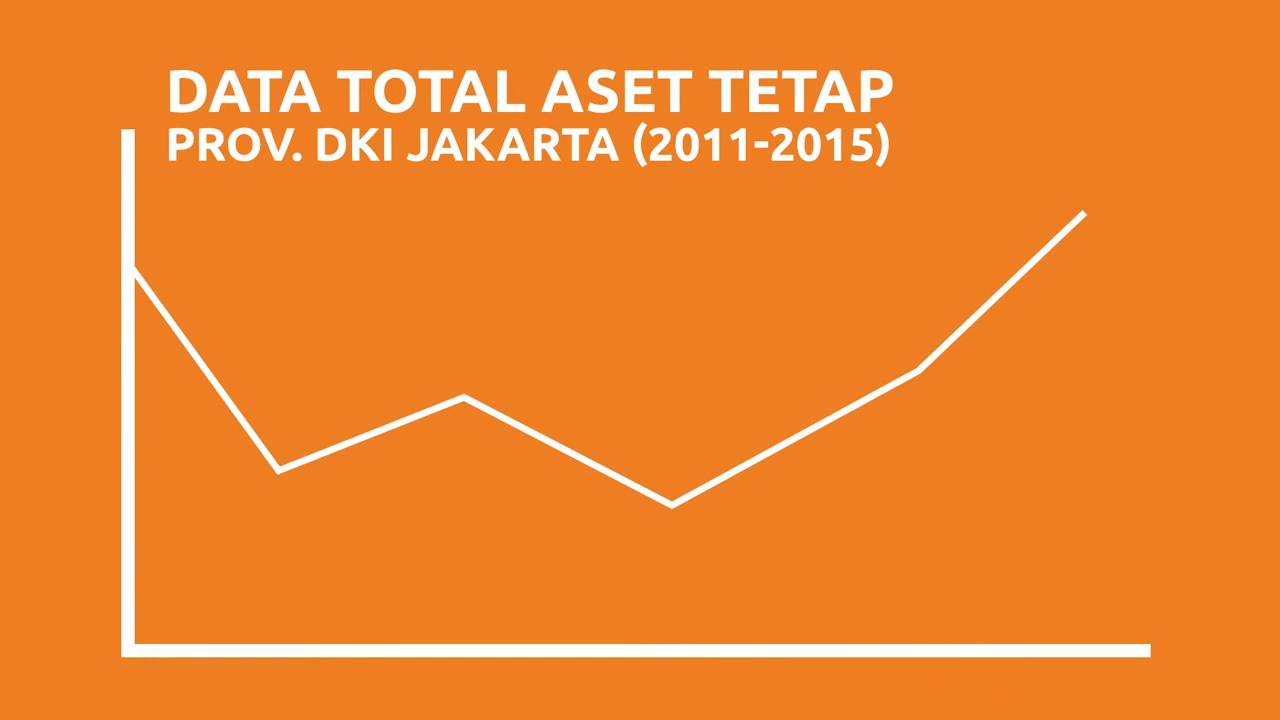 DATA TOTAL ASET TETAP
PROV. DKI JAKARTA (2011-2015)